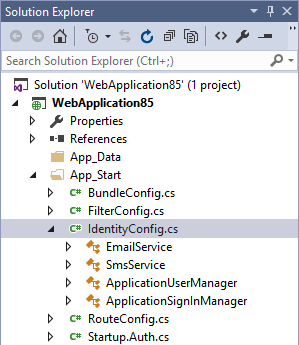 Solution Explorer
Search Solution Explorer (Ctrl+;)
Solution 'WebApplication85' (1 project)
WebApplication85
Properties
References
App_Data
App_Start
C# BundleConfig.cs
C# FilterConfig.cs
C# IdentityConfig.cs
EmailService
SmsService
ApplicationUserManager
ApplicationSignInManager
C# RouteConfig.cs
C# Startup.Auth.cs